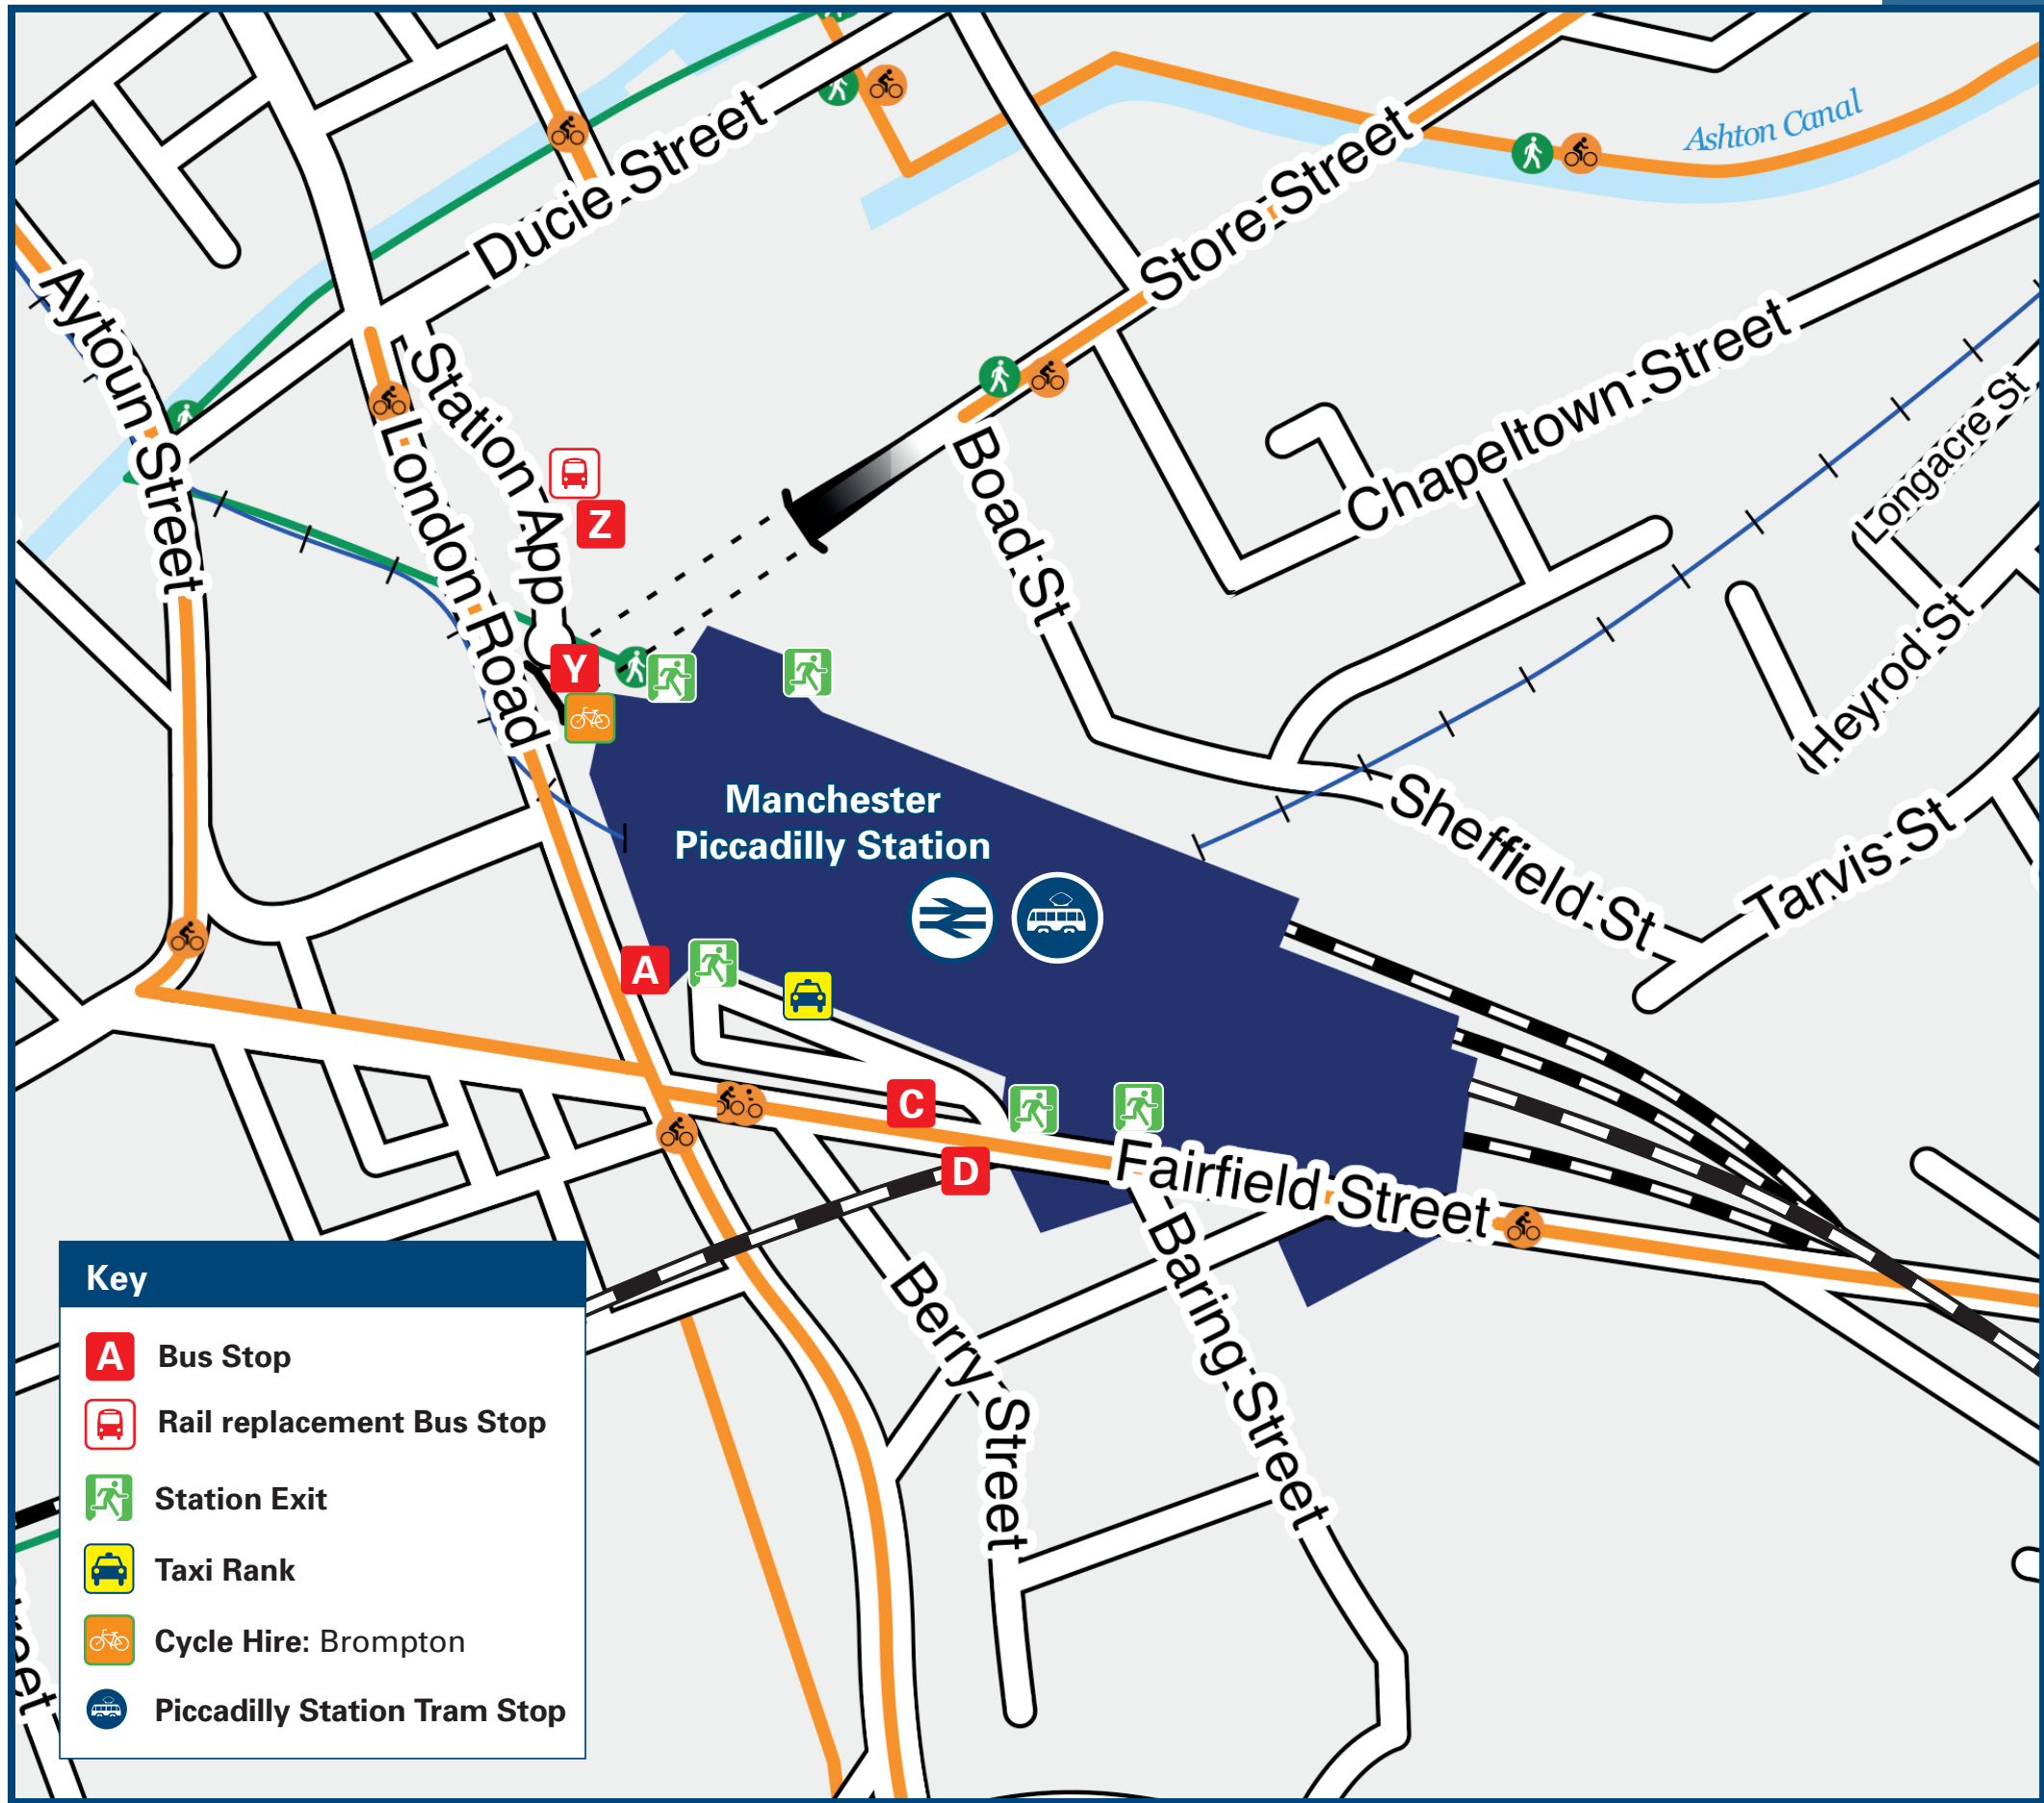 Ashton Canal
Ducie Street
Store Street
Aytoun Street
Station App
London Road
Z
Board St
Chapeltown Street
Longacre St
Heyrod St
Y
Manchester
Piccadilly Station
Sheffield St
Tarvis St
A
C
D
Fairfield Street
Berry Street
Baring Street
Key
A Bus Stop
Rail replacement Bus Stop
Station Exit
Taxi Rank
Cycle Hire: Brompton
Piccadilly Station Tram Stop